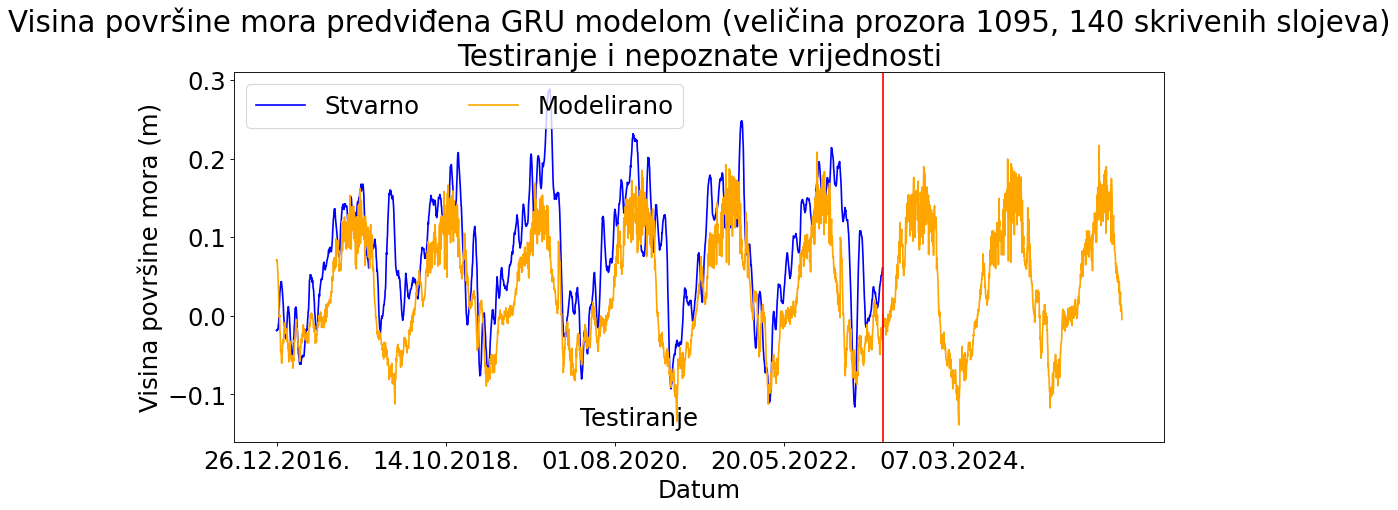 Visina površine mora predviđena GRU modelom (veličina prozora 1095, 140 skrivenih slojeva)
Testiranje i nepoznate vrijednosti
Stvarno Modelirano
Visina površine mora (m)
0.3
0.2
0.1
0.0
−0.1
Testiranje
26.12.2016. 14.10.2018. 01.08.2020. 20.05.2022. 07.03.2024.
Datum